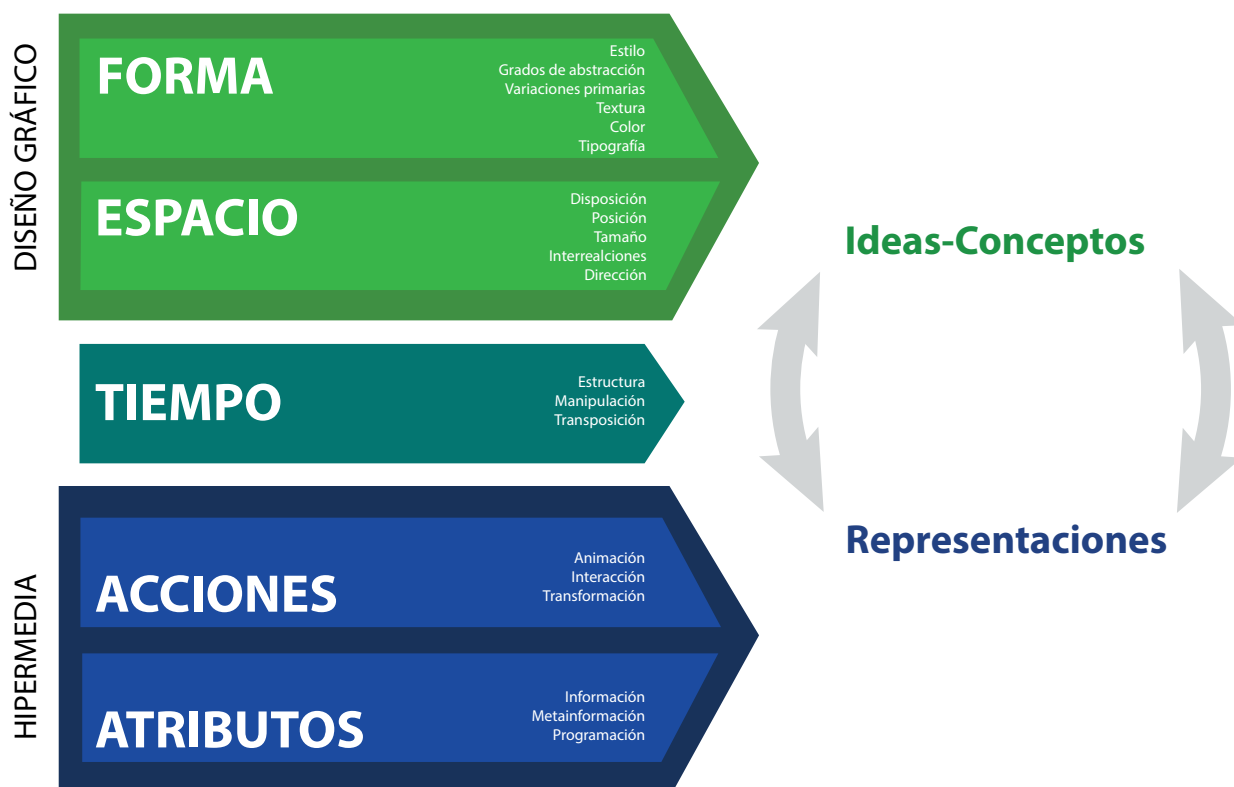 DISEÑO GRÁFICO
FORMA
Estilo
Grados de abstracción
Variaciones primarias
Textura
Color
Tipografía
ESPACIO
Disposición
Posición
Tamaño
Interrealciones
Dirección
TIEMPO
Estructura
Manipulación
Transposición
HIPERMEDIA
ACCIONES
Animación
Interacción
Transformación
ATRIBUTOS
Información
Metainformación
Programación
Ideas-Conceptos
Representaciones